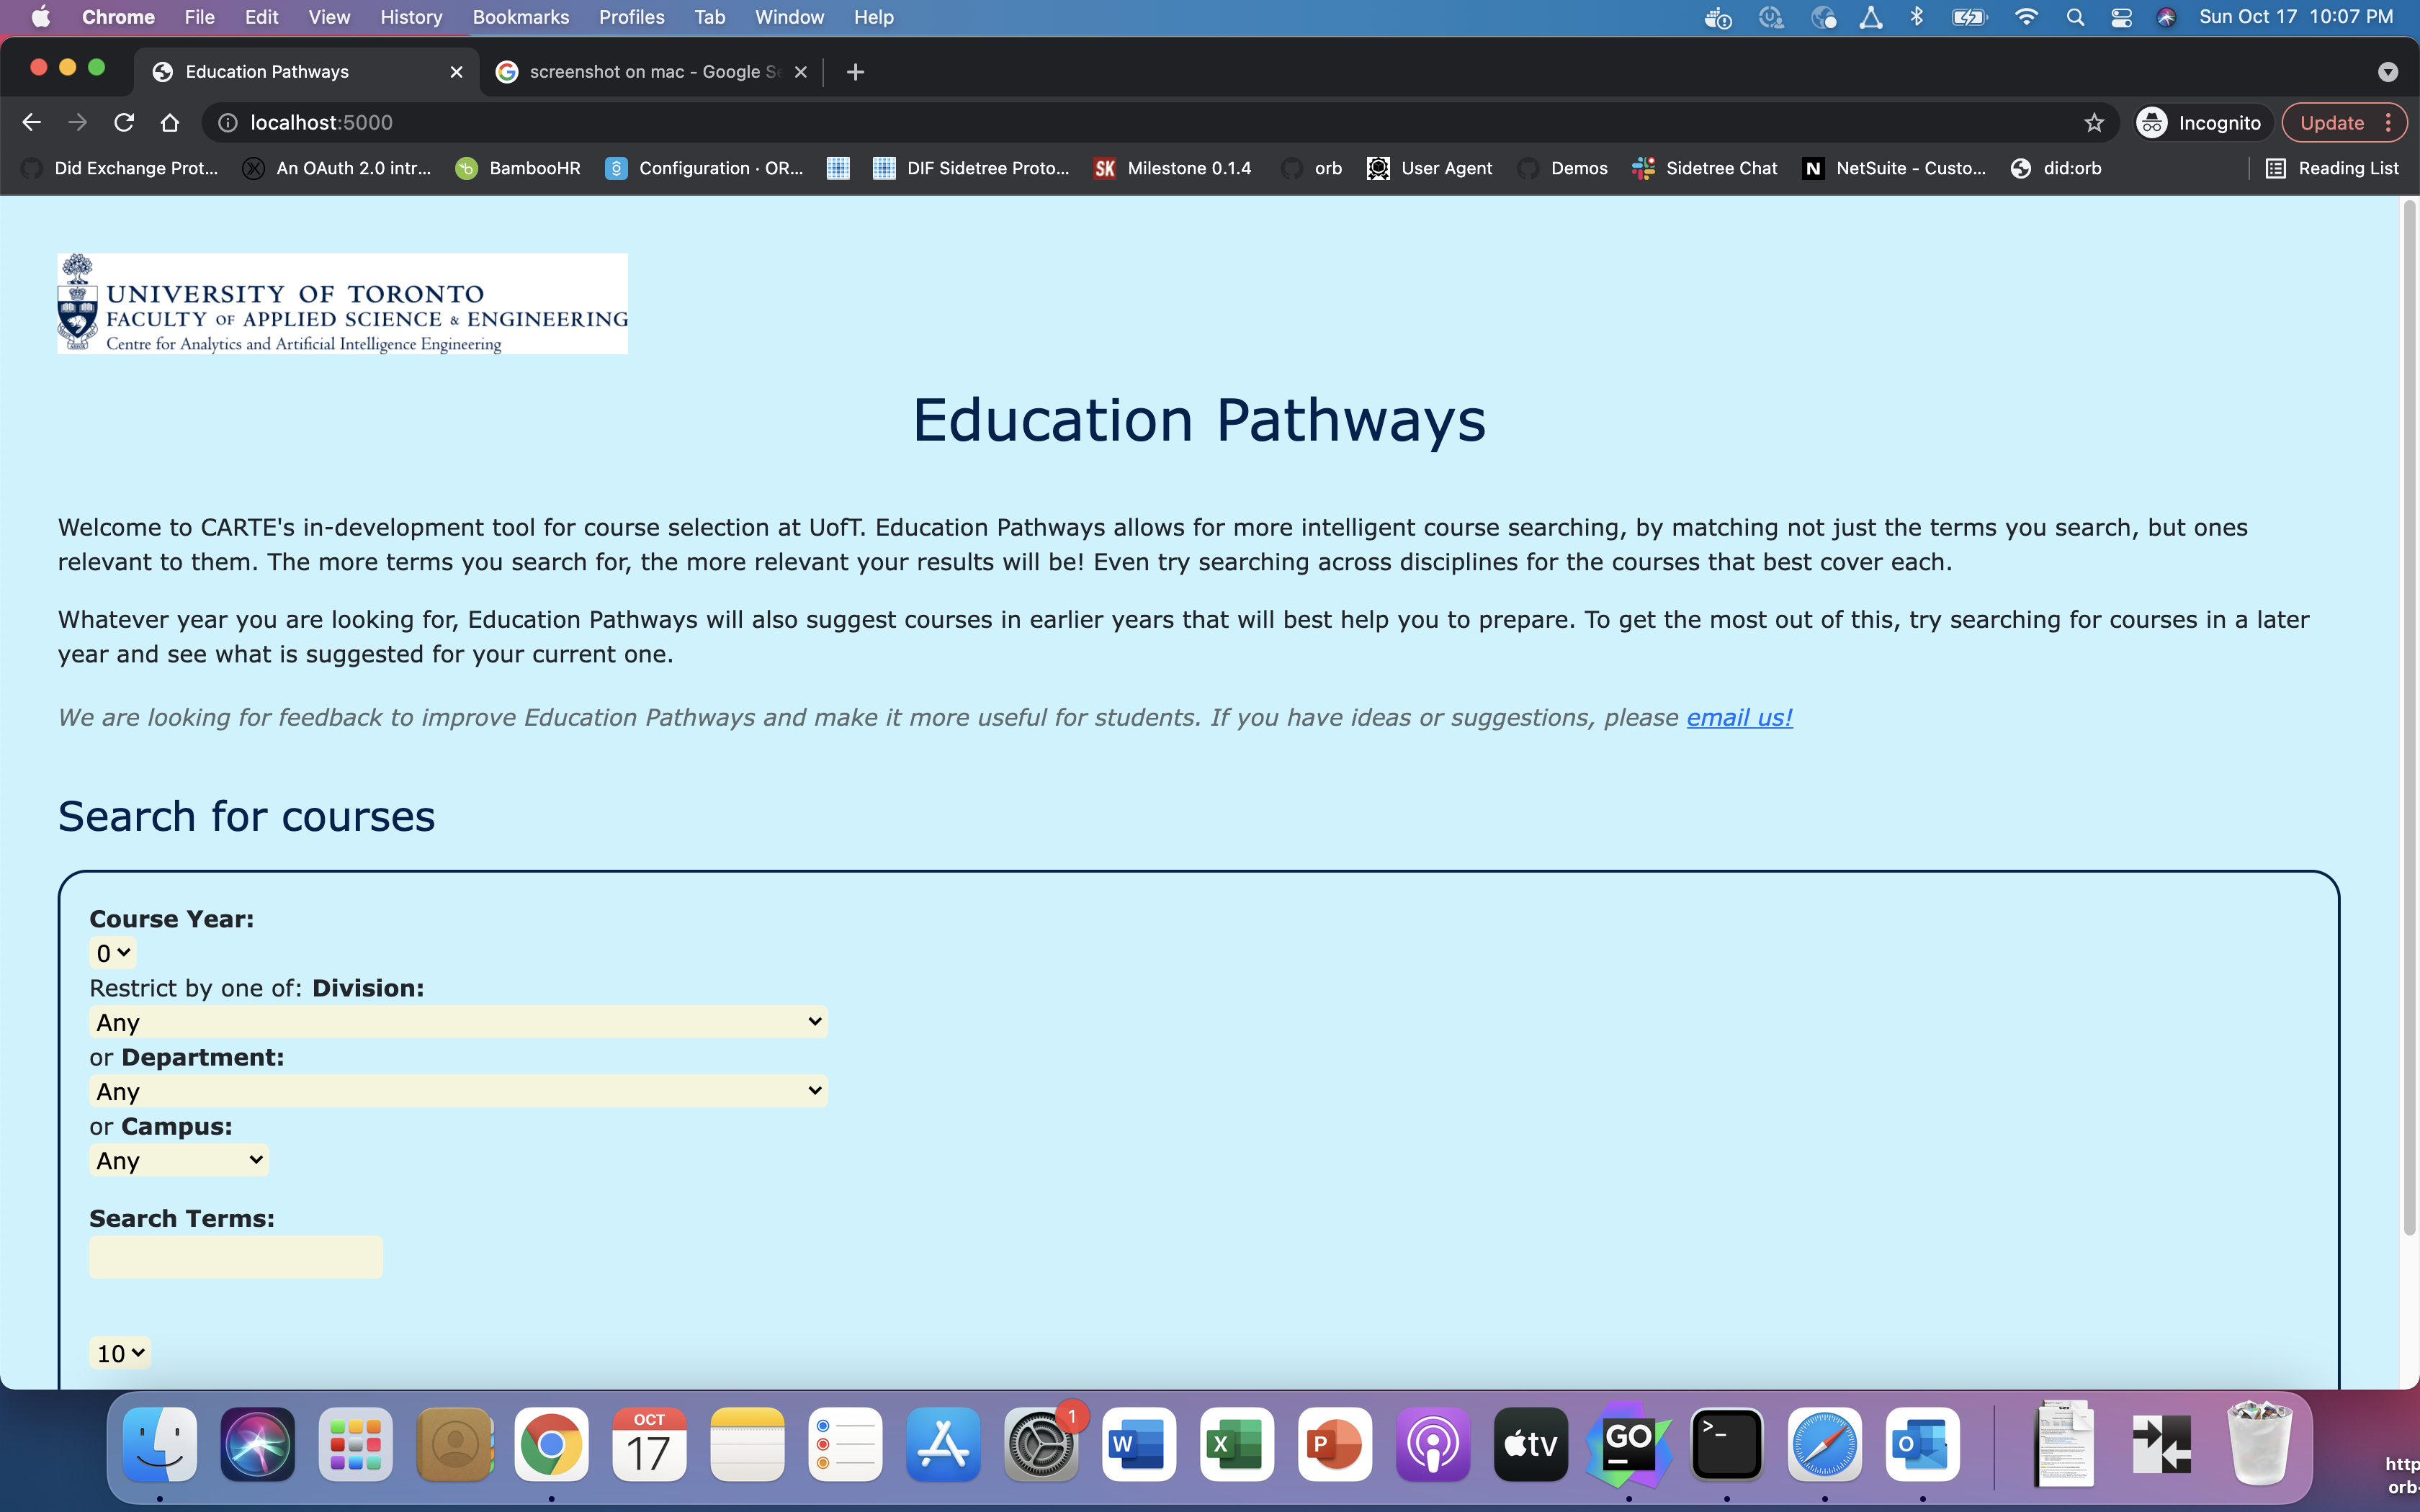 Chrome File Edit View History Bookmarks Profiles Tab Window Help Sun Oct 17 10:07 PM
Education Pathways screenshot on mac - Google Se
localhost:5000 Incognito Update
Did Exchange Prot... An OAuth 2.0 intr... BambooHR Configuration · OR... DIF Sidetree Proto... SK Milestone 0.1.4 orb User Agent Demos Sidetree Chat N NetSuite - Custo... did:orb Reading List
UNIVERSITY OF TORONTO
FACULTY OF APPLIED SCIENCE & ENGINEERING
Centre for Analytics and Artificial Intelligence Engineering
Education Pathways
Welcome to CARTE's in-development tool for course selection at UofT. Education Pathways allows for more intelligent course searching, by matching not just the terms you search, but ones
relevant to them. The more terms you search for, the more relevant your results will be! Even try searching across disciplines for the courses that best cover each.
Whatever year you are looking for, Education Pathways will also suggest courses in earlier years that will best help you to prepare. To get the most out of this, try searching for courses in a later
year and see what is suggested for your current one.
We are looking for feedback to improve Education Pathways and make it more useful for students. If you have ideas or suggestions, please email us!
Search for courses
Course Year:
0
Restrict by one of: Division:
Any
or Department:
Any
or Campus:
Any
Search Terms:
10
OCT 1
17 W X P tv GO >_ O
http
orb-